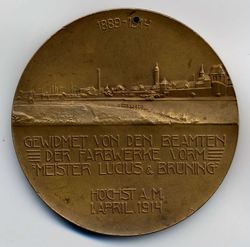 1889-1914
GEWIDMET VON DEN BEAMTEN
DER FARBWERKE VORM
MEISTER LUCIUS & BRÜNING
HÖCHST A.M.
1.APRIL 1914